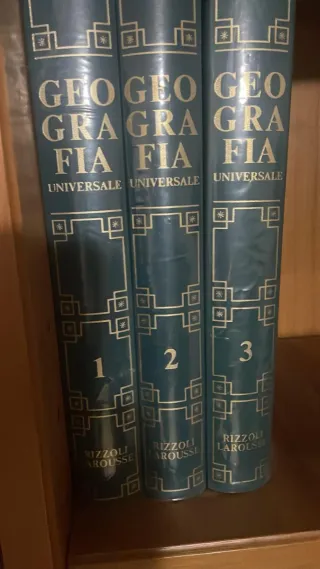 GEO
GRA
FIA
UNIVERSALE
1
RIZZOLI
LAROUSSE
GEO
GRA
FIA
UNIVERSALE
2
RIZZOLI
LAROUSSE
GEO
GRA
FIA
UNIVERSALE
3
RIZZOLI
LAROUSSE